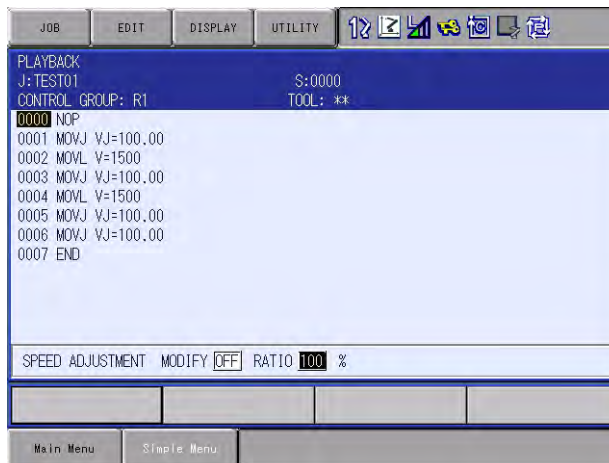 JOB EDIT DISPLAY UTILITY
PLAYBACK
J:TEST01 S:0000
CONTROL GROUP: R1 TOOL: **
0000 NOP
0001 MOVJ VJ=100.00
0002 MOVL V=1500
0003 MOVJ VJ=100.00
0004 MOVL V=1500
0005 MOVJ VJ=100.00
0006 MOVJ VJ=100.00
0007 END
SPEED ADJUSTMENT MODIFY OFF RATIO 100 %
Main Menu Simple Menu